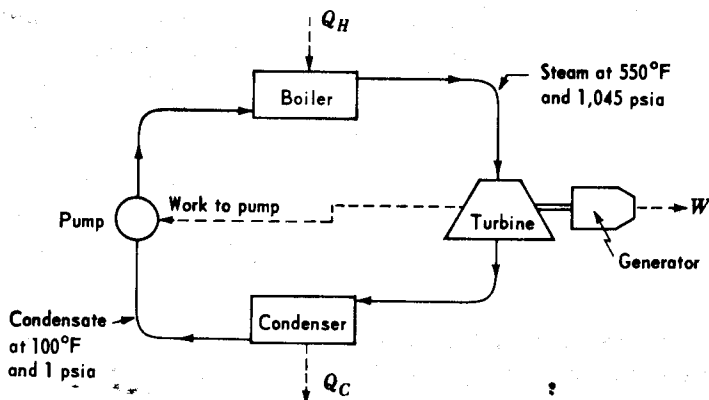 Q_H
Boiler
Steam at 550°F
and 1,045 psia
Pump
Work to pump
Turbine
W
Generator
Condensate
at 100°F
and 1 psia
Condenser
Q_C